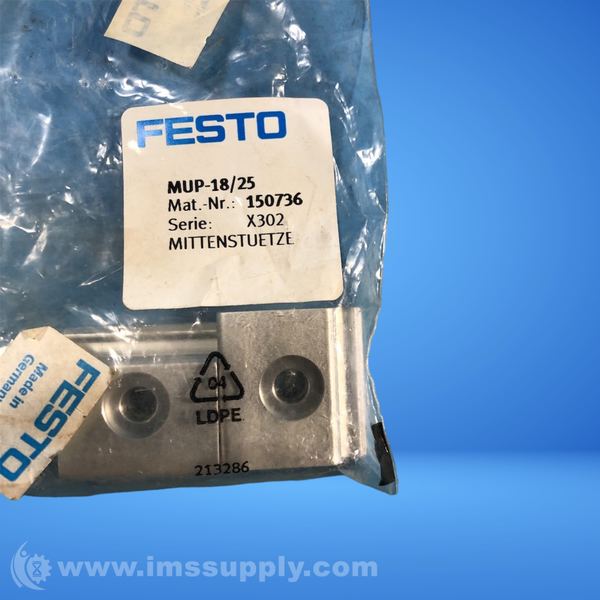 FESTO
MUP-18/25
Mat.-Nr.: 150736
Serie: X302
MITTENSTUETZE
04
LDPE
213286
Made in
Germany
FESTO
www.imssupply.com